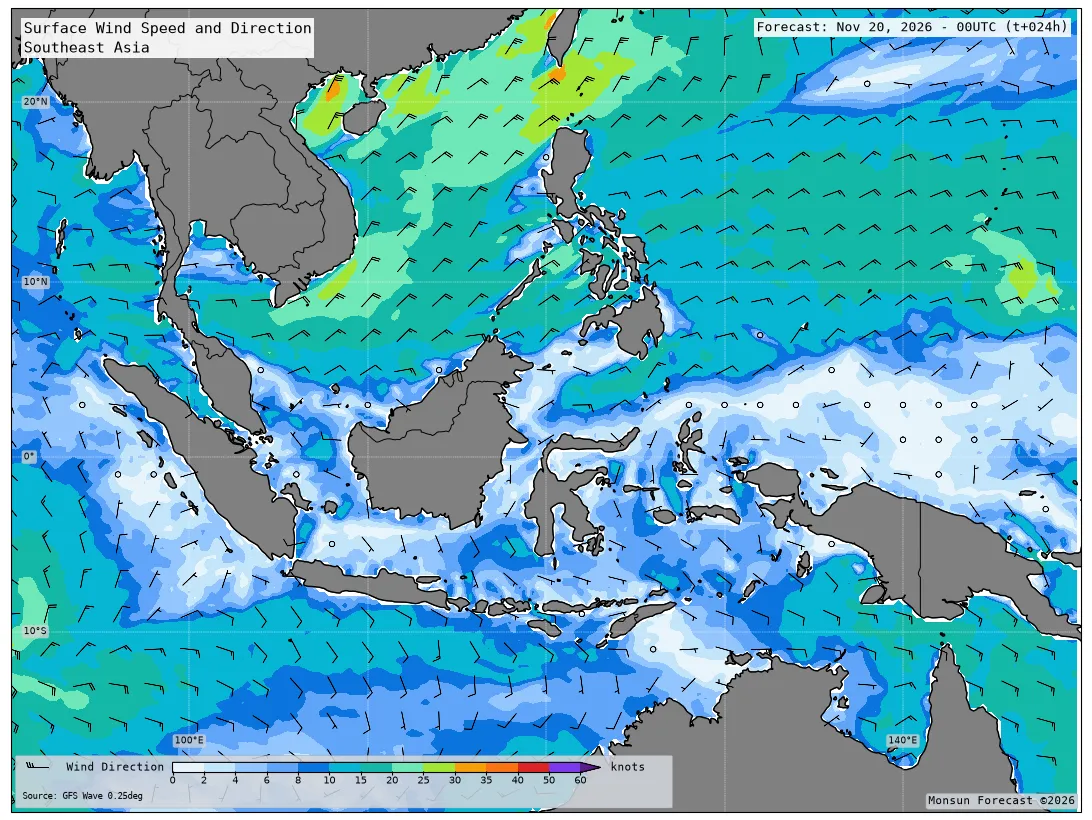 Surface Wind Speed and Direction
Southeast Asia
Forecast: Nov 20, 2026 - 00UTC (t+024h)
20°N
10°N
0°
10°S
100°E
140°E
Wind Direction
knots
0 2 4 6 8 10 15 20 25 30 35 40 50 60
Source: GFS Wave 0.25deg
Monsun Forecast ©2026